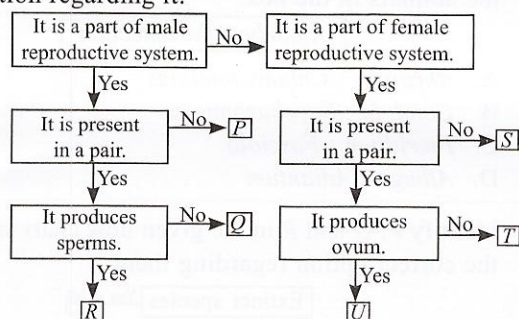 It is a part of male
reproductive system.
No
It is a part of female
reproductive system.
Yes
Yes
It is present
in a pair.
No
P
It is present
in a pair.
No
S
Yes
Yes
It produces
sperms.
No
Q
It produces
ovum.
No
T
Yes
Yes
R
U